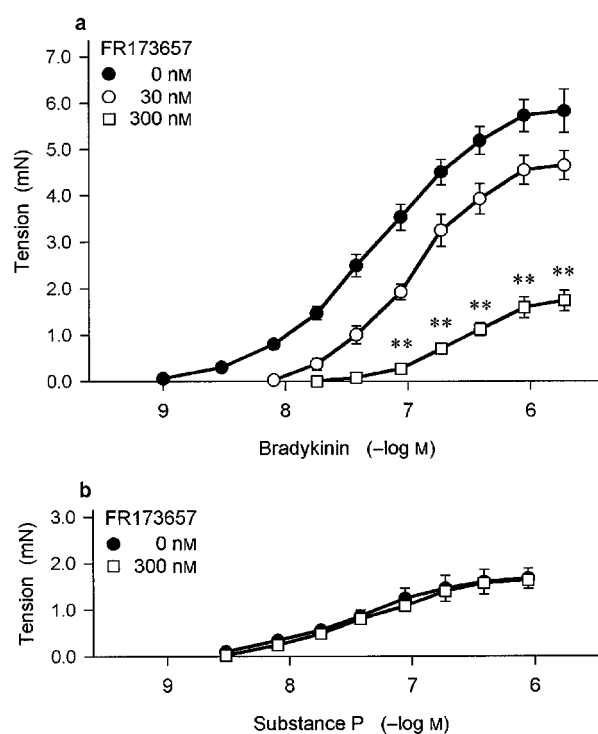 a
FR173657
0 nM
30 nM
300 nM
7.0
6.0
5.0
4.0
3.0
2.0
1.0
0.0
Tension (mN)
** ** ** ** **
9 8 7 6
Bradykinin (–log M)
b
FR173657
0 nM
300 nM
3.0
2.0
1.0
0.0
Tension (mN)
9 8 7 6
Substance P (–log M)